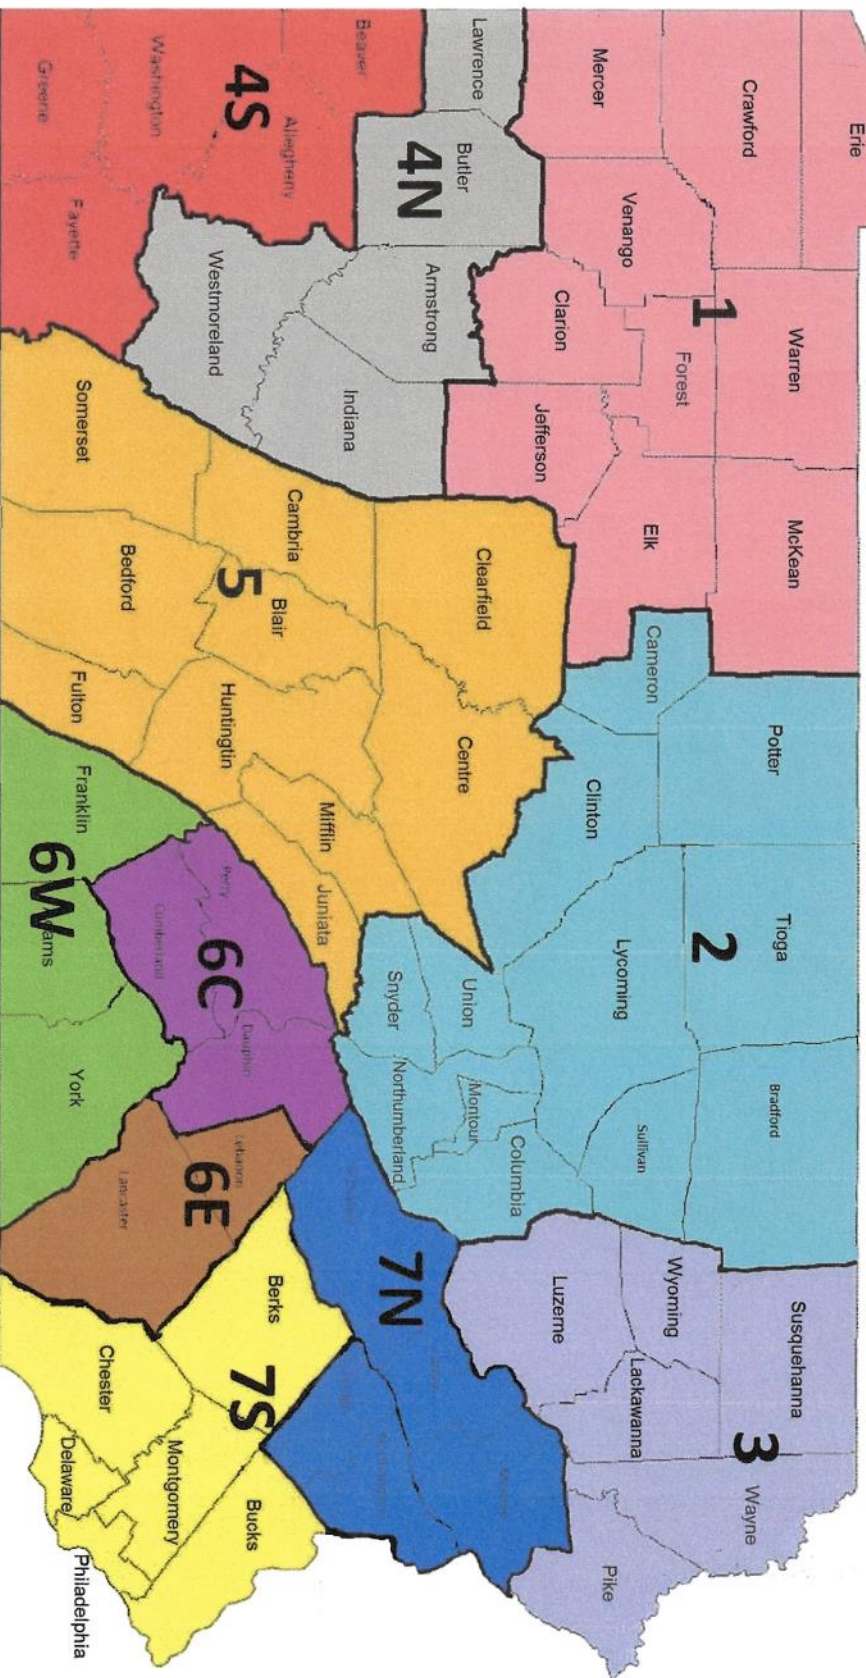 Erie
Crawford
Mercer
Warren
McKean
Venango
Forest
Clarion
Jefferson
Elk
1
Cameron
Potter
Tioga
Bradford
Clinton
Lycoming
Sullivan
Union
Snyder
Montour
Northumberland
Columbia
2
Susquehanna
Wayne
Wyoming
Lackawanna
Luzerne
Pike
3
Lawrence
Butler
Armstrong
Indiana
Westmoreland
4N
Beaver
Allegheny
Washington
Greene
Fayette
4S
Clearfield
Centre
Cambria
Blair
Huntingtin
Mifflin
Juniata
Somerset
Bedford
Fulton
5
Franklin
ams
York
6W
Perry
Cumberland
Dauphin
6C
Lebanon
Lancaster
6E
7N
Berks
Chester
Montgomery
Bucks
Delaware
Philadelphia
7S